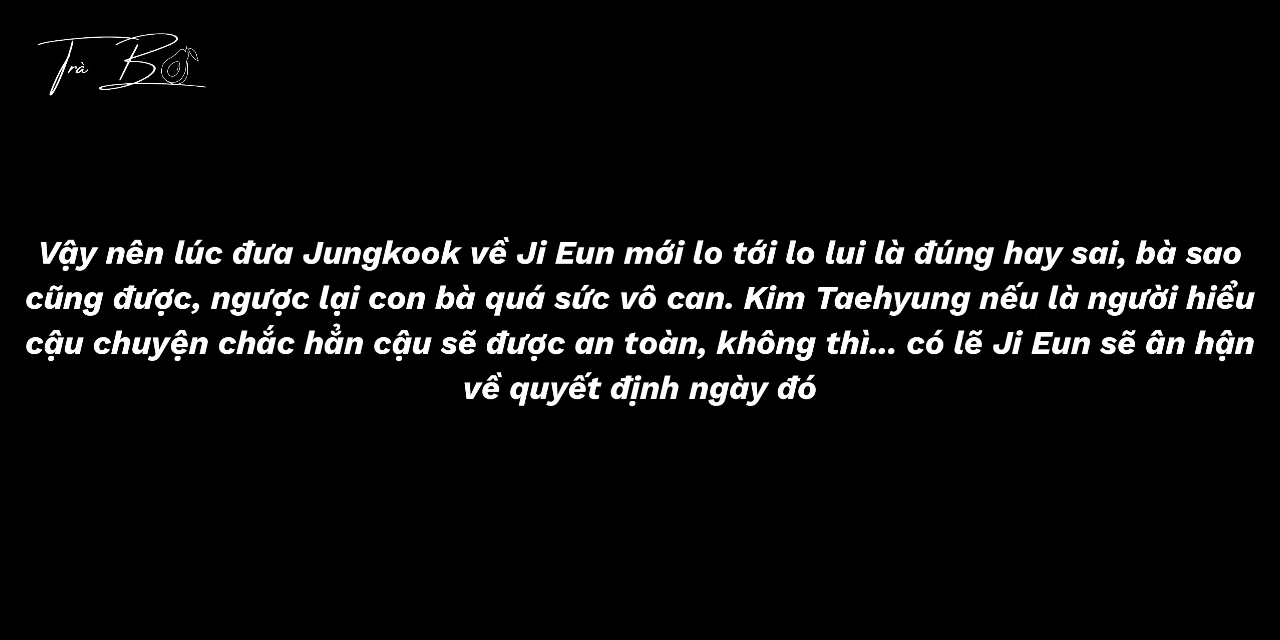 Trà Bơ
Vậy nên lúc đưa Jungkook về Ji Eun mới lo tới lo lui là đúng hay sai, bà sao
cũng được, ngược lại con bà quá sức vô can. Kim Taehyung nếu là người hiểu
cậu chuyện chắc hẳn cậu sẽ được an toàn, không thì... có lẽ Ji Eun sẽ ân hận
về quyết định ngày đó